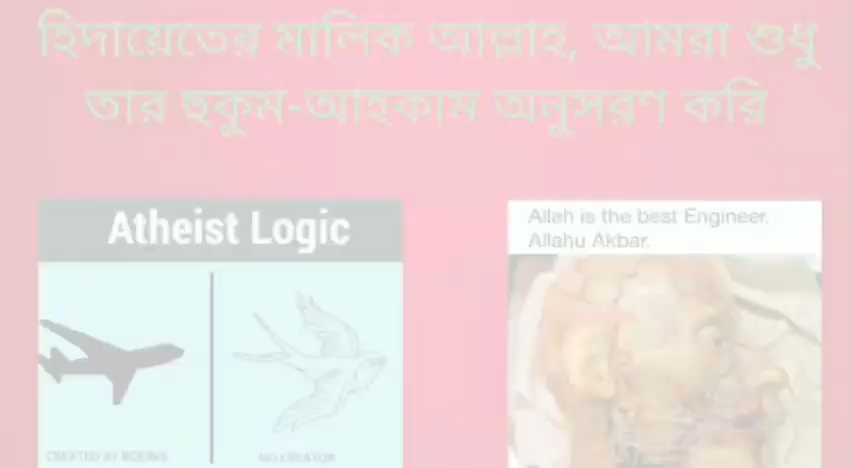 হিদায়েতের মালিক আল্লাহ, আমরা শুধু
তার হুকুম-আহকাম অনুসরণ করি
Atheist Logic
Allah is the best Engineer.
Allahu Akbar.
CREATED BY BOEING
NO CREATOR